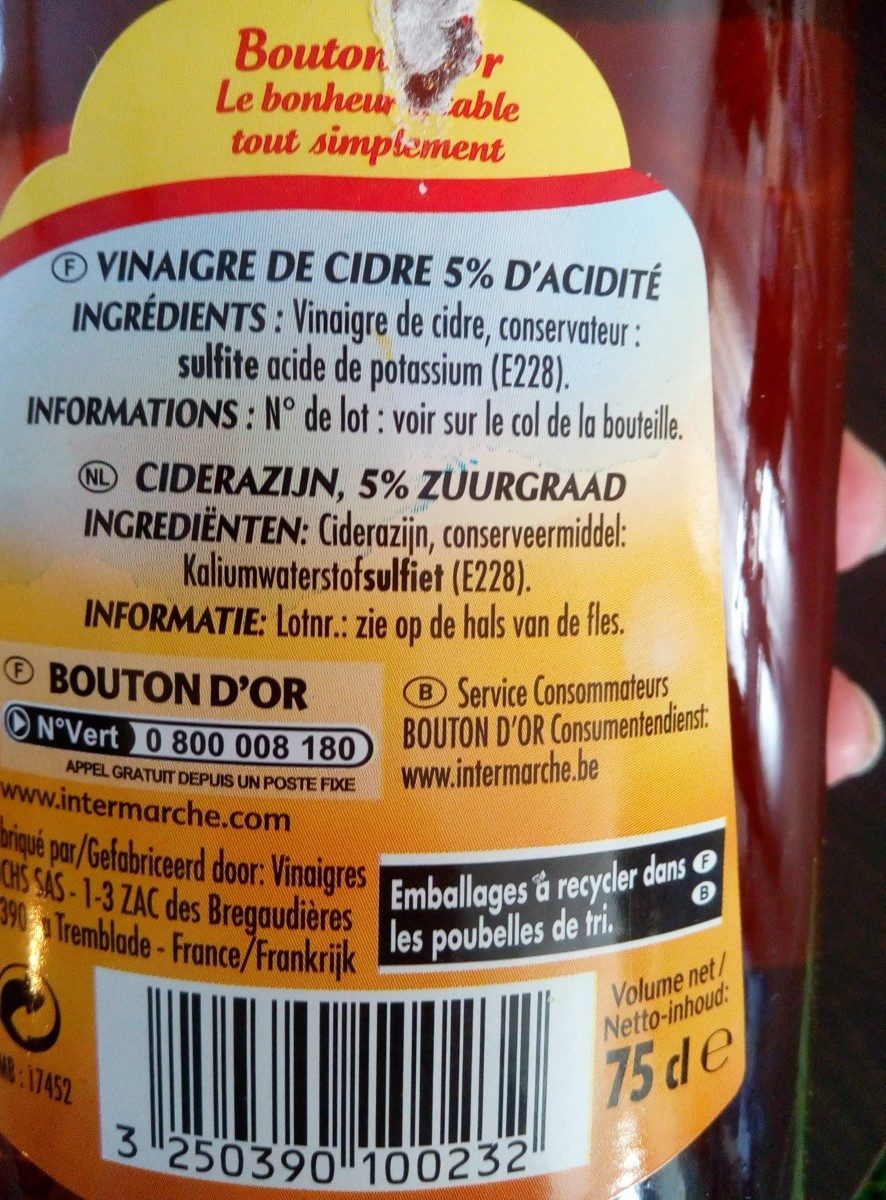 Bouton
Le bonheur
tout simplement
F VINAIGRE DE CIDRE 5% D'ACIDITÉ
INGRÉDIENTS : Vinaigre de cidre, conservateur :
sulfite acide de potassium (E228).
INFORMATIONS : N° de lot : voir sur le col de la bouteille.
NL CIDERAZIJN, 5% ZUURGRAAD
INGREDIËNTEN: Ciderazijn, conserveermiddel:
Kaliumwaterstofsulfiet (E228).
INFORMATIE: Lotnr.: zie op de hals van de fles.
F BOUTON D'OR
N°Vert 0 800 008 180
APPEL GRATUIT DEPUIS UN POSTE FIXE
www.intermarche.com
B Service Consommateurs
BOUTON D'OR Consumentendienst:
www.intermarche.be
par/Gefabriceerd door: Vinaigres
SAS - 1-3 ZAC des Bregaudières
Tremblade - France/Frankrijk
Emballages à recycler dans F
les poubelles de tri. B
Volume net /
Netto-inhoud:
75 cl e
: 17452
3 250390 100232